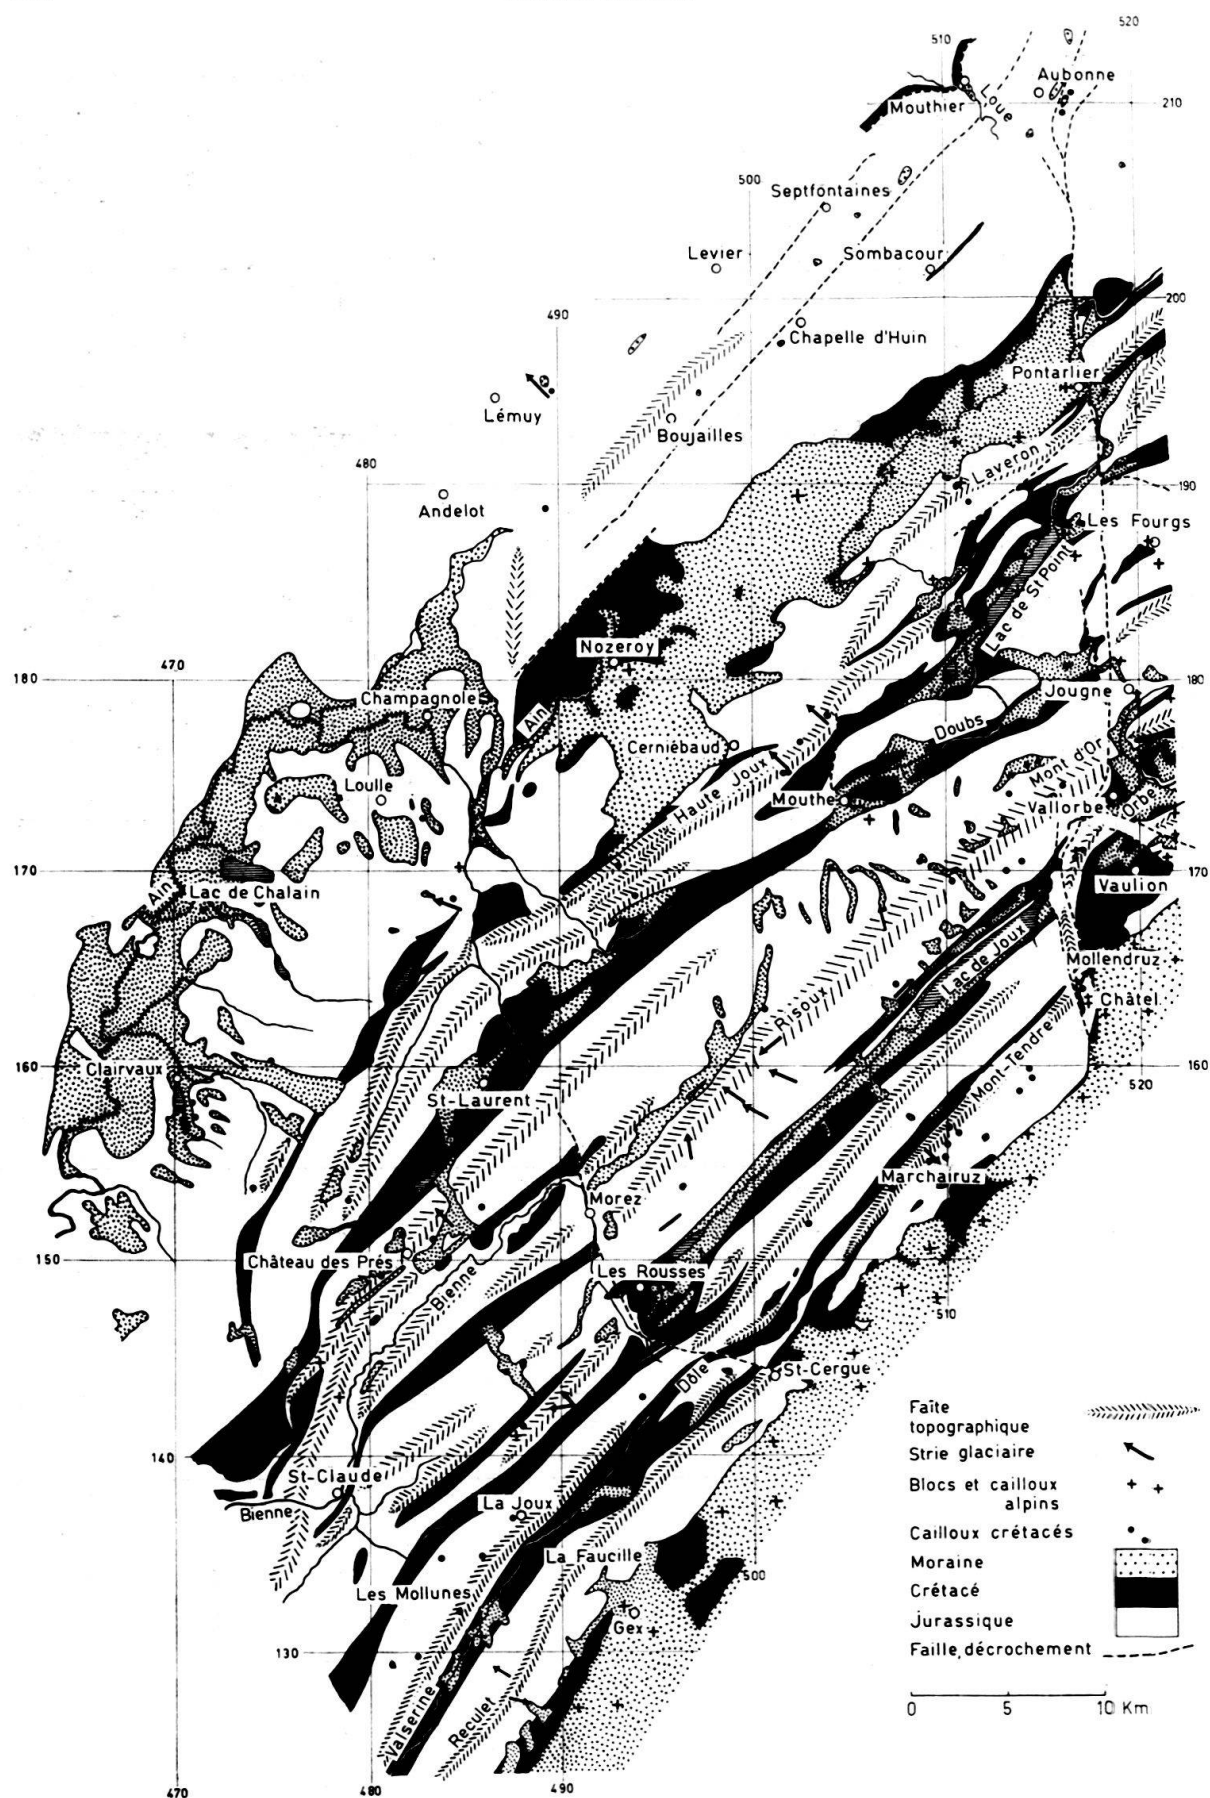 520
510
Aubonne
210
Mouthier
Loue
500
Septfontaines
Levier
Sombacour
200
490
Chapelle d'Huin
Pontarlier
Lémuy
Boujailles
480
Laveron
190
Andelot
Les Fourgs
Lac de St Point
Nozeroy
470
180
180
Champagnole
Jougne
Ain
Doubs
Cerniébaud
Mont d'Or
Loulle
Haute Joux
Mouthe
Vallorbe
Orbe
170
170
Ain
Lac de Chalain
Vaulion
Lac de Joux
Mollendruz
Risoux
Châtel
Mont-Tendre
160
Clairvaux
160
520
St-Laurent
Marchairuz
Morez
150
Château des Prés
Les Rousses
Bienne
510
Dôle
St-Cergue
Faîte
topographique
140
Strie glaciaire
St-Claude
Blocs et cailloux
alpins
Bienne
La Joux
Cailloux crétacés
La Faucille
Moraine
500
Les Mollunes
Crétacé
Jurassique
Gex
130
Faille, décrochement
Valserine
Reculet
0 5 10 Km
470
480
490